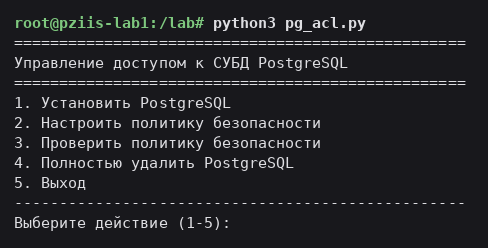 root@pziis-lab1:/lab# python3 pg_acl.py
==================================================
Управление доступом к СУБД PostgreSQL
==================================================
1. Установить PostgreSQL
2. Настроить политику безопасности
3. Проверить политику безопасности
4. Полностью удалить PostgreSQL
5. Выход
--------------------------------------------------
Выберите действие (1-5):